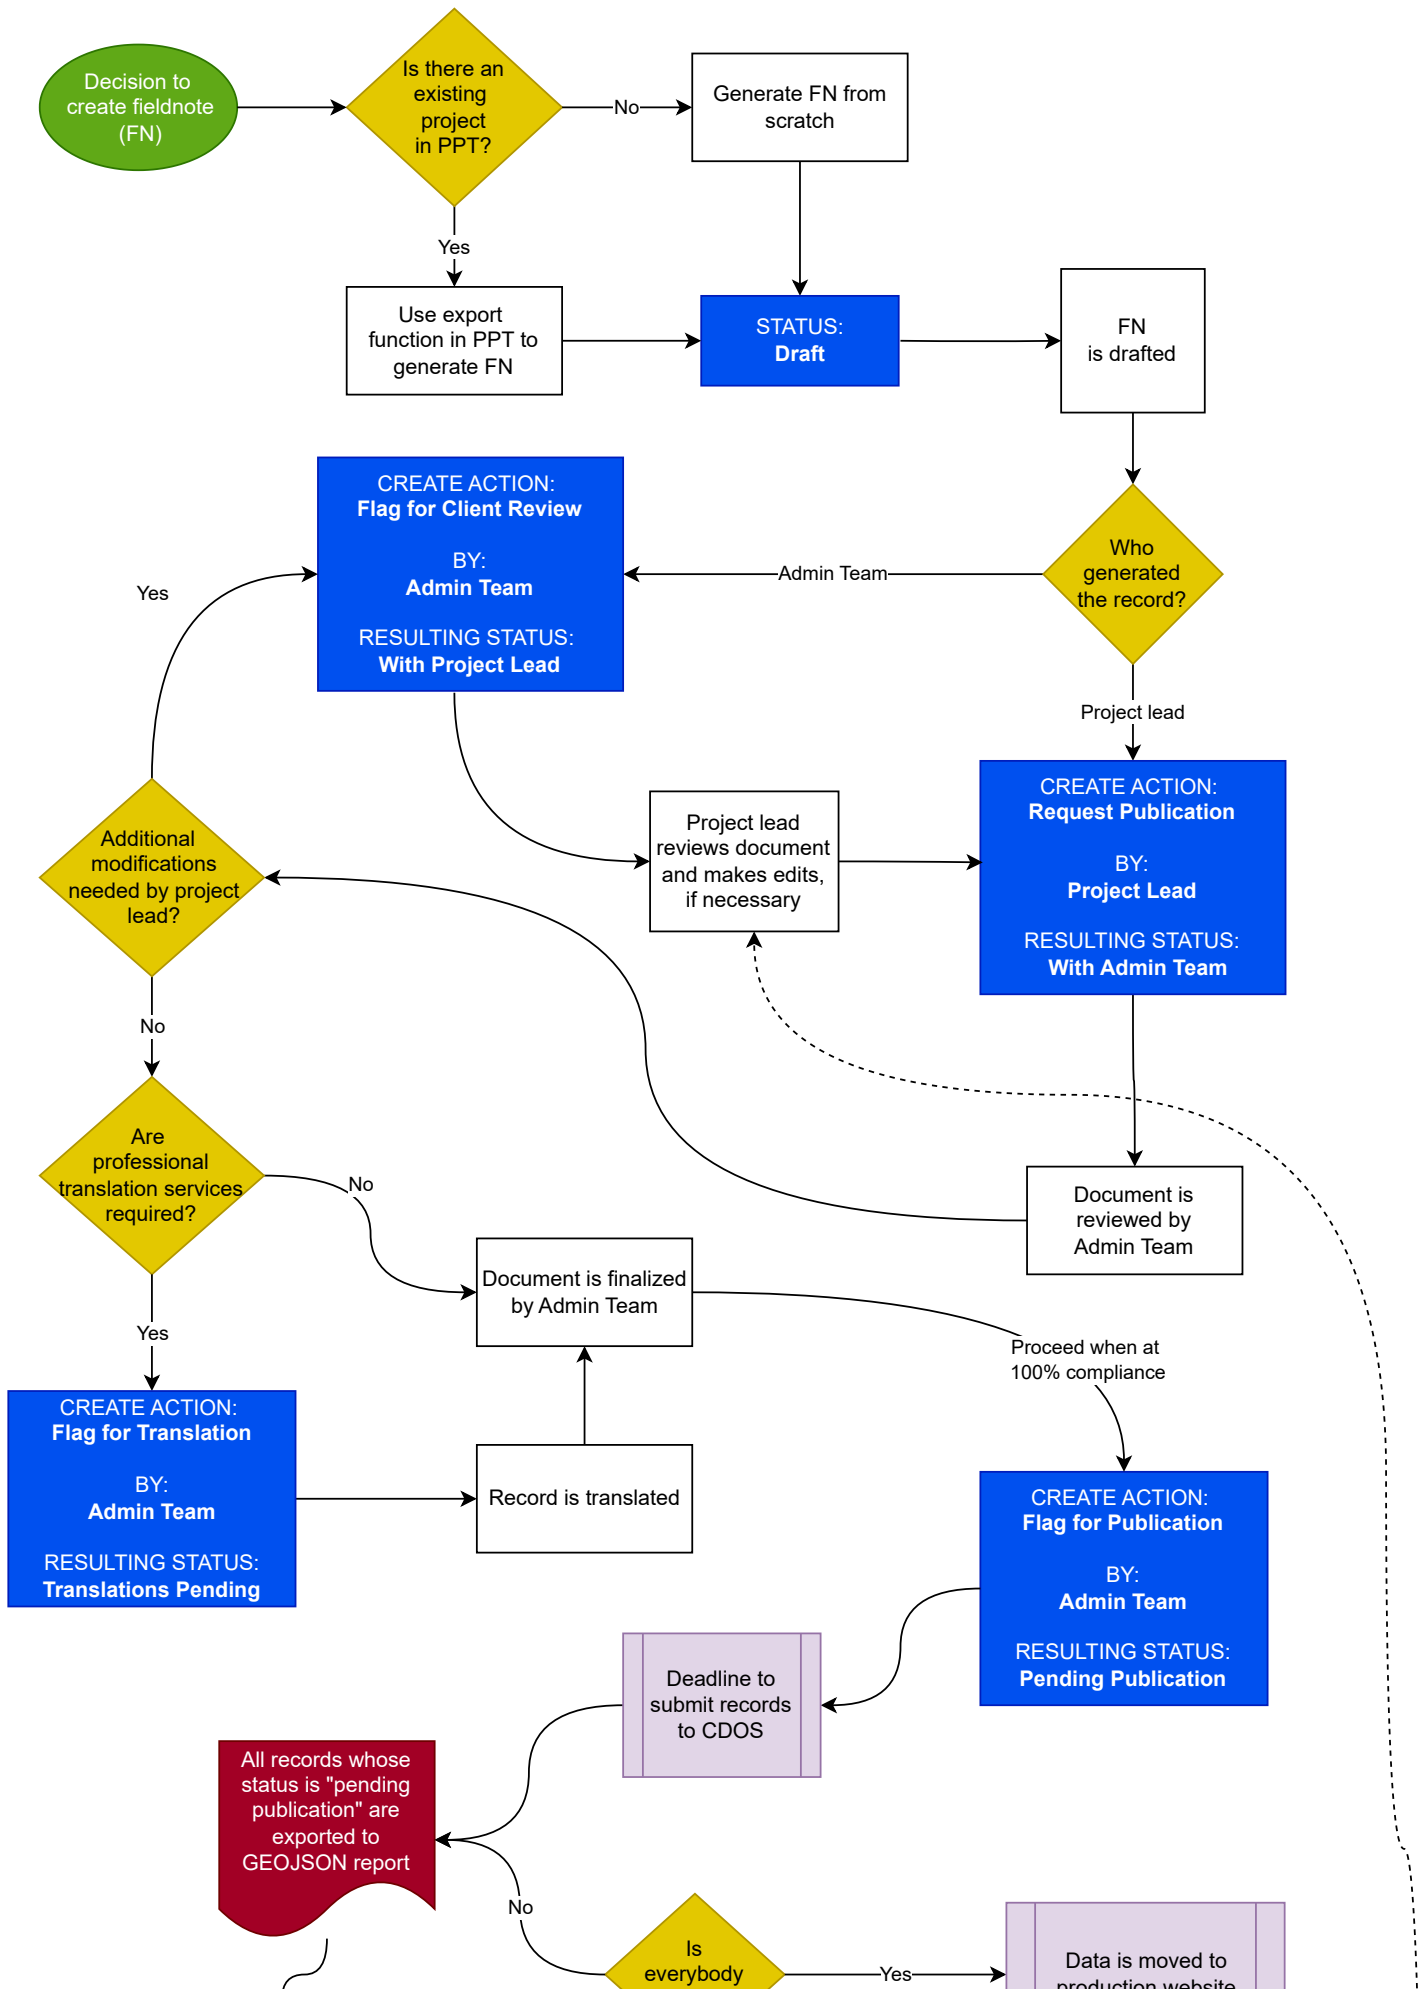 Decision to
create fieldnote
(FN)
Is there an
existing
project
in PPT?
No
Generate FN from
scratch
Yes
Use export
function in PPT to
generate FN
STATUS:
Draft
FN
is drafted
CREATE ACTION:
Flag for Client Review
BY:
Admin Team
RESULTING STATUS:
With Project Lead
Admin Team
Who
generated
the record?
Yes
Project lead
Additional
modifications
needed by project
lead?
Project lead
reviews document
and makes edits,
if necessary
CREATE ACTION:
Request Publication
BY:
Project Lead
RESULTING STATUS:
With Admin Team
No
Are
professional
translation services
required?
No
Document is
reviewed by
Admin Team
Document is finalized
by Admin Team
Yes
Proceed when at
100% compliance
CREATE ACTION:
Flag for Translation
BY:
Admin Team
RESULTING STATUS:
Translations Pending
Record is translated
CREATE ACTION:
Flag for Publication
BY:
Admin Team
RESULTING STATUS:
Pending Publication
Deadline to
submit records
to CDOS
All records whose
status is "pending
publication" are
exported to
GEOJSON report
No
Is
everybody
Yes
Data is moved to
production website